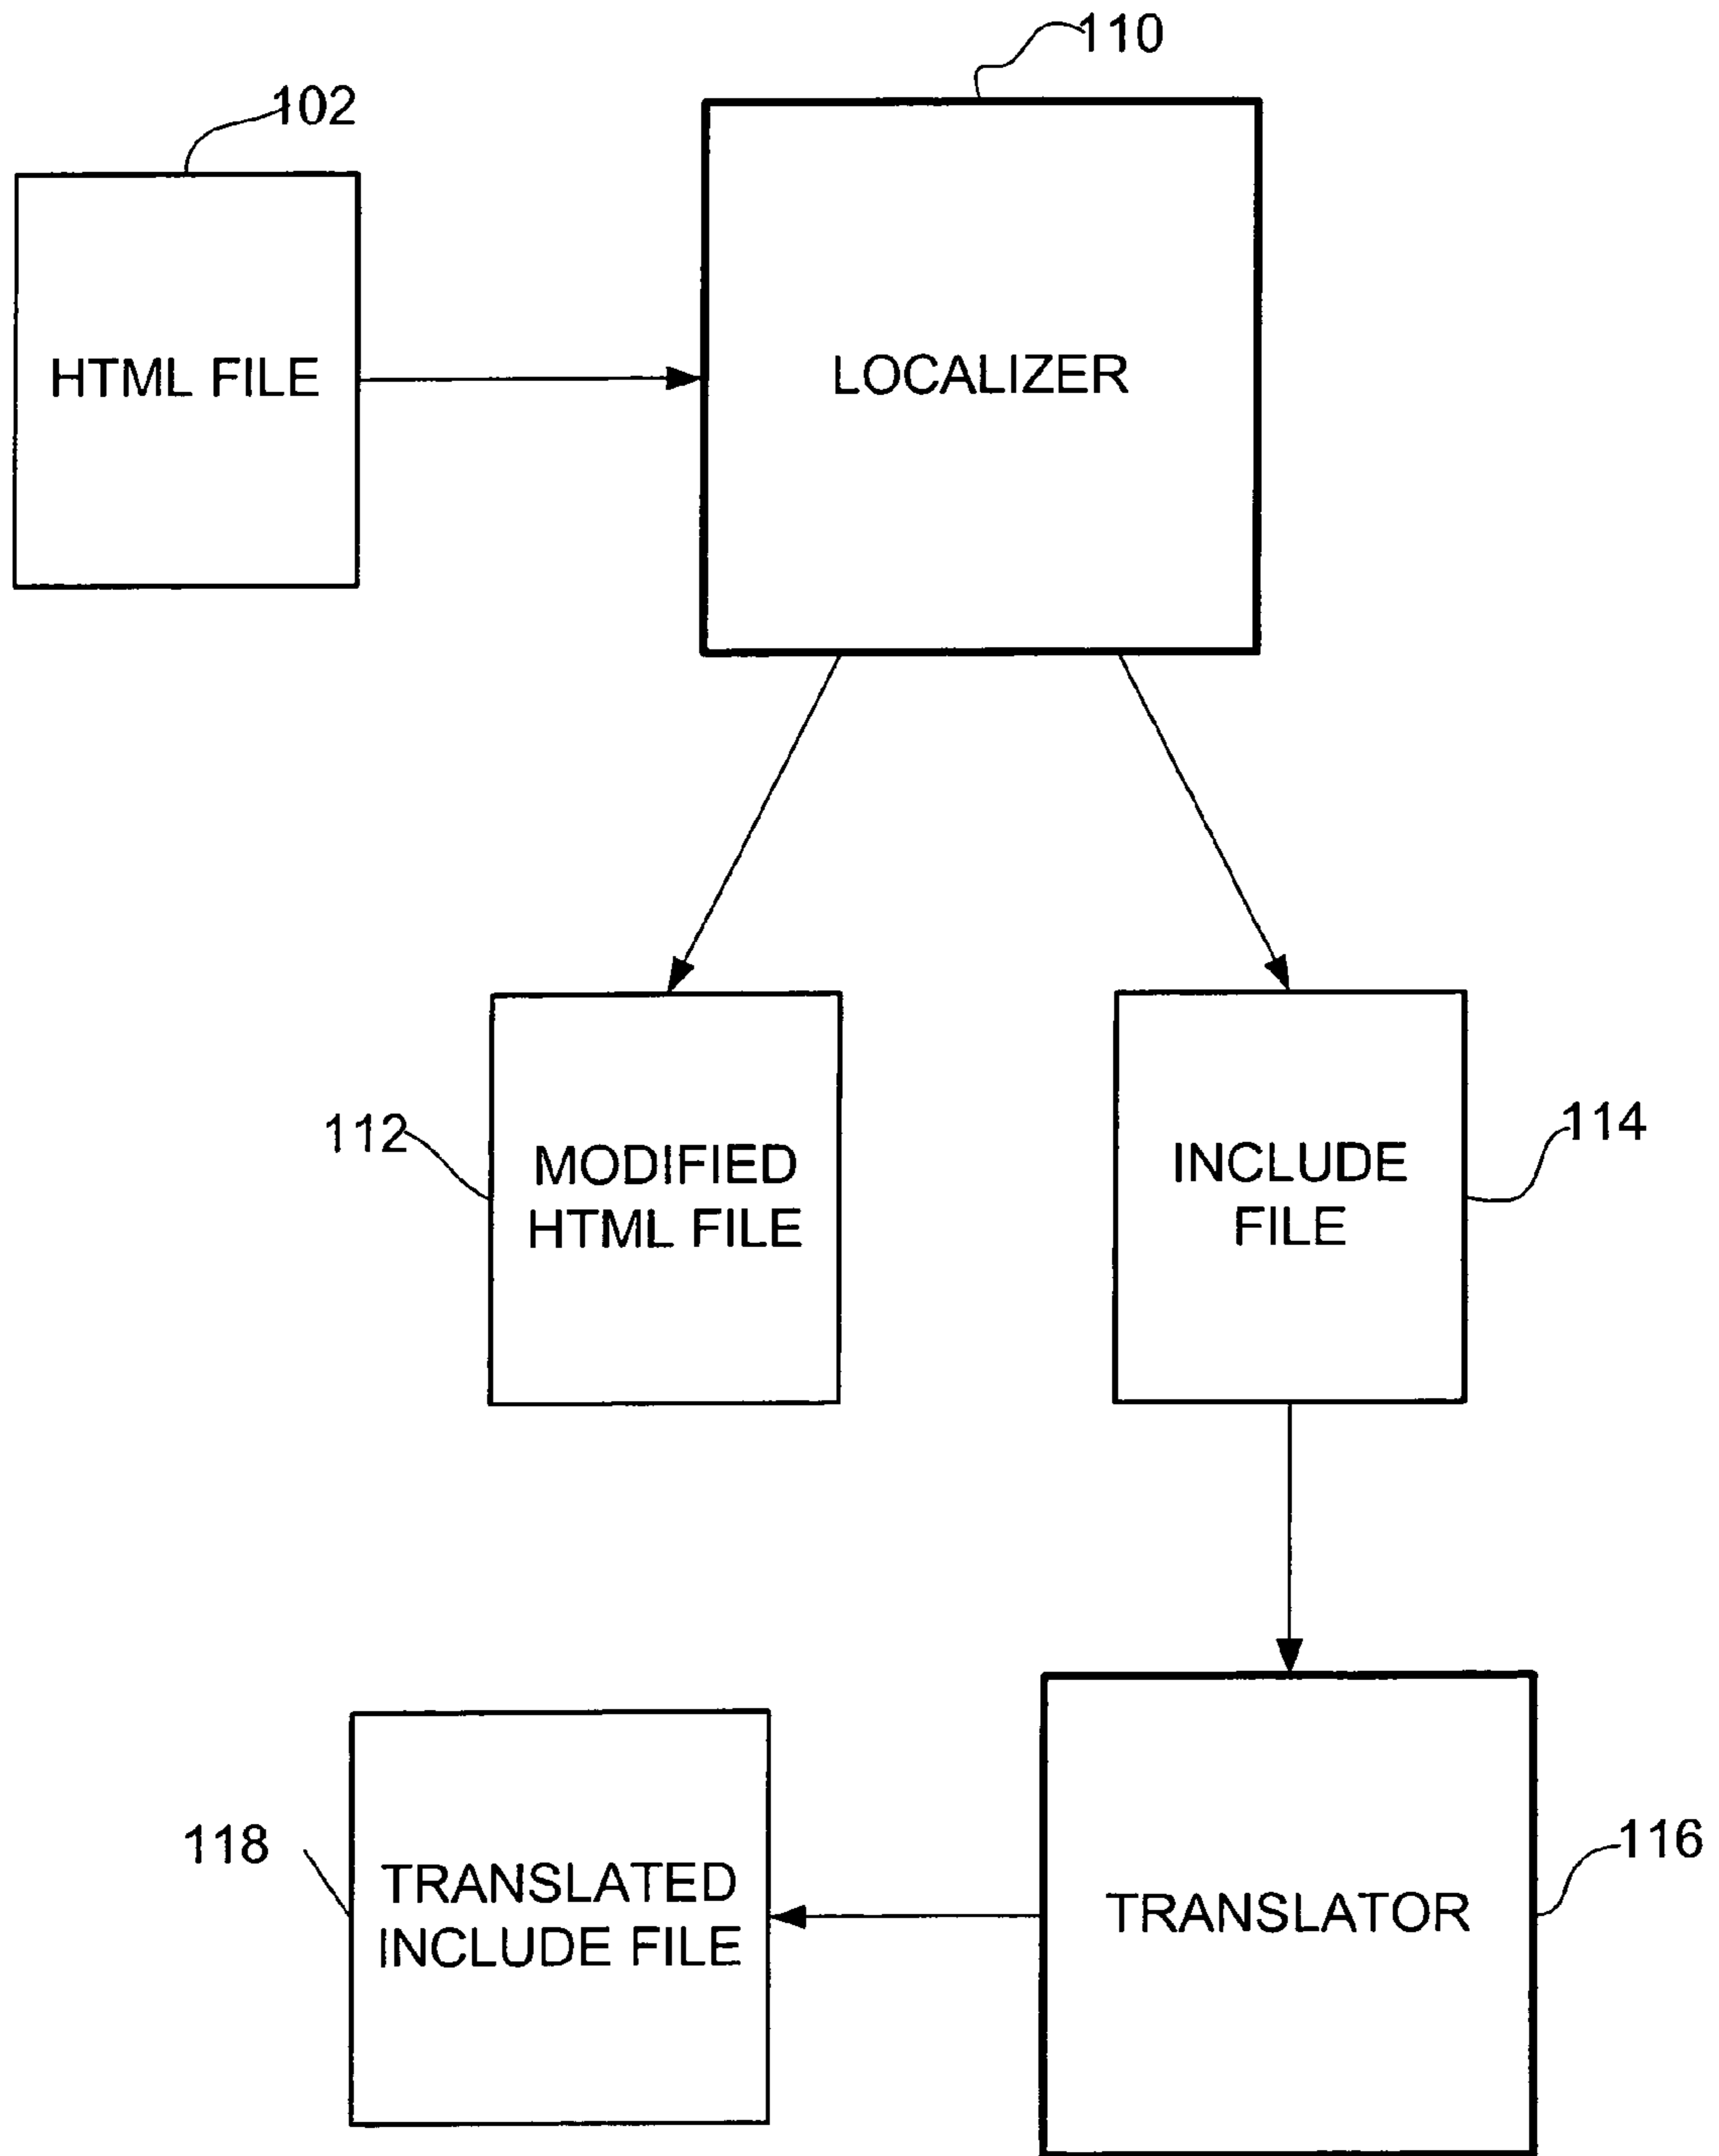 110
102
HTML FILE
LOCALIZER
112
MODIFIED
HTML FILE
INCLUDE
FILE
114
118
TRANSLATED
INCLUDE FILE
TRANSLATOR
116